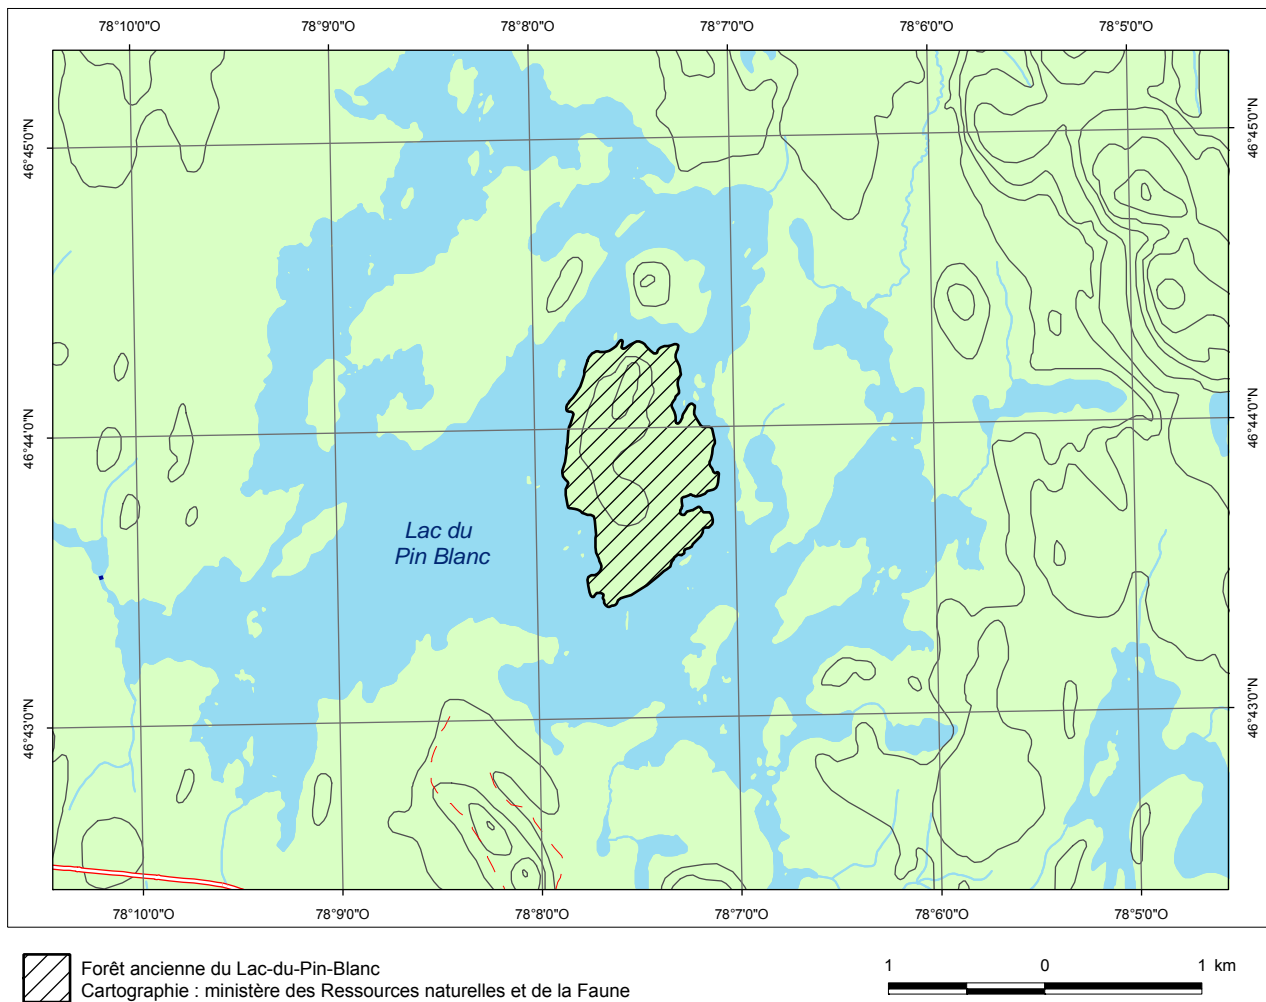 78°10'0"O 78°9'0"O 78°8'0"O 78°7'0"O 78°6'0"O 78°5'0"O
46°45'0"N 46°45'0"N
46°44'0"N 46°44'0"N
Lac du
Pin Blanc
46°43'0"N 46°43'0"N
78°10'0"O 78°9'0"O 78°8'0"O 78°7'0"O 78°6'0"O 78°5'0"O
Forêt ancienne du Lac-du-Pin-Blanc
Cartographie : ministère des Ressources naturelles et de la Faune
1 0 1 km